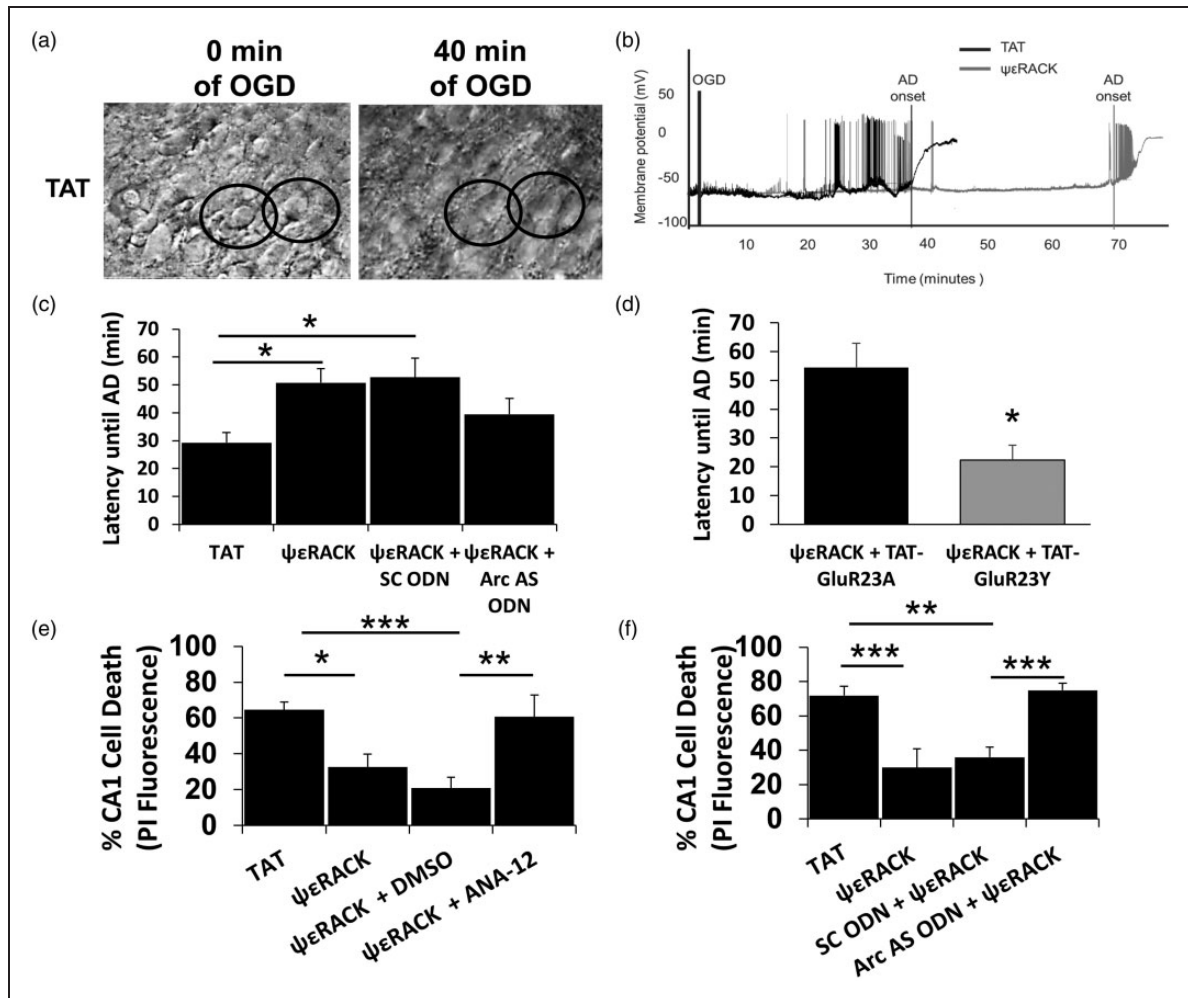 (a)
0 min
of OGD
40 min
of OGD
TAT
(b)
TAT
ψεRACK
OGD
AD
onset
AD
onset
Membrane potential (mV)
50
0
-50
-100
10
20
30
40
50
60
70
Time (minutes )
(c)
Latency until AD (min)
70
60
50
40
30
20
10
0
*
*
TAT
ψεRACK
ψεRACK +
SC ODN
ψεRACK +
Arc AS
ODN
(d)
Latency until AD (min)
70
60
50
40
30
20
10
0
*
ψεRACK + TAT-
GluR23A
ψεRACK + TAT-
GluR23Y
(e)
% CA1 Cell Death
(PI Fluorescence)
100
80
60
40
20
0
***
*
**
TAT
ψεRACK
ψεRACK + DMSO
ψεRACK + ANA-12
(f)
% CA1 Cell Death
(PI Fluorescence)
100
80
60
40
20
0
**
***
***
TAT
ψεRACK
SC ODN + ψεRACK
Arc AS ODN + ψεRACK